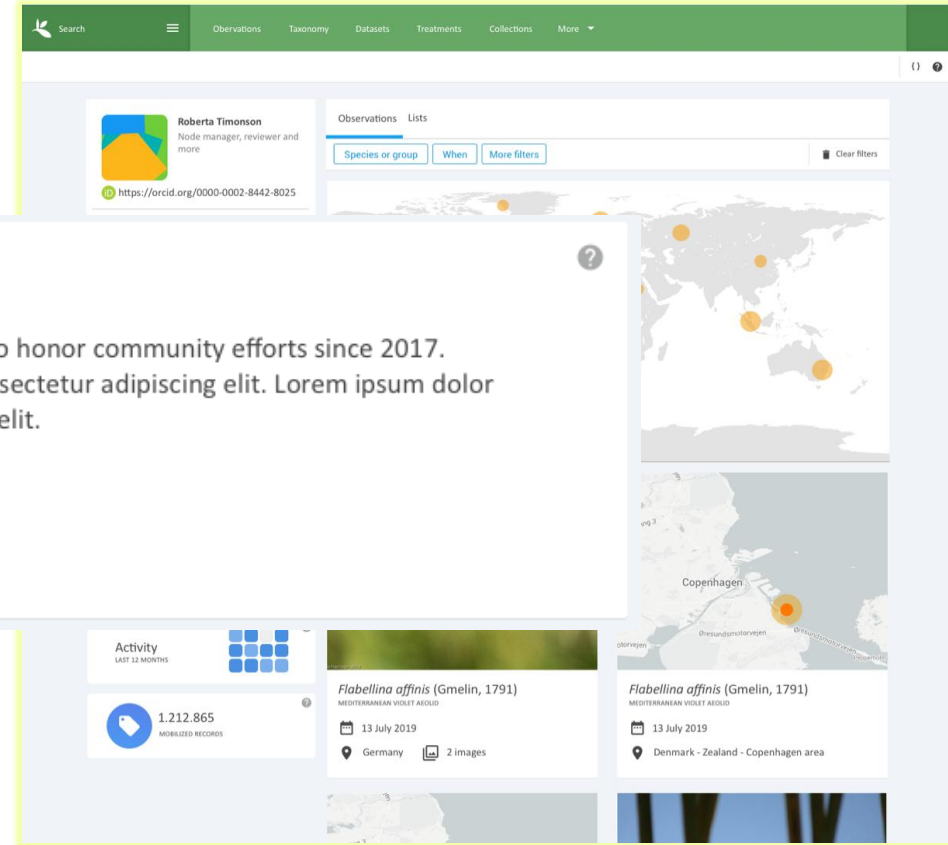 Search
Obervations Taxonomy Datasets Treatments Collections More
{}
Roberta Timonson
Node manager, reviewer and
more
iD https://orcid.org/0000-0002-8442-8025
Observations Lists
Species or group When More filters
Clear filters
?
o honor community efforts since 2017.
sectetur adipiscing elit. Lorem ipsum dolor
elit.
Copenhagen
Øresundsmotorvejen
Activity
LAST 12 MONTHS
1.212.865
MOBILIZED RECORDS
Flabellina affinis (Gmelin, 1791)
MEDITERRANEAN VIOLET AEOLID
13 July 2019
Germany 2 images
Flabellina affinis (Gmelin, 1791)
MEDITERRANEAN VIOLET AEOLID
13 July 2019
Denmark - Zealand - Copenhagen area